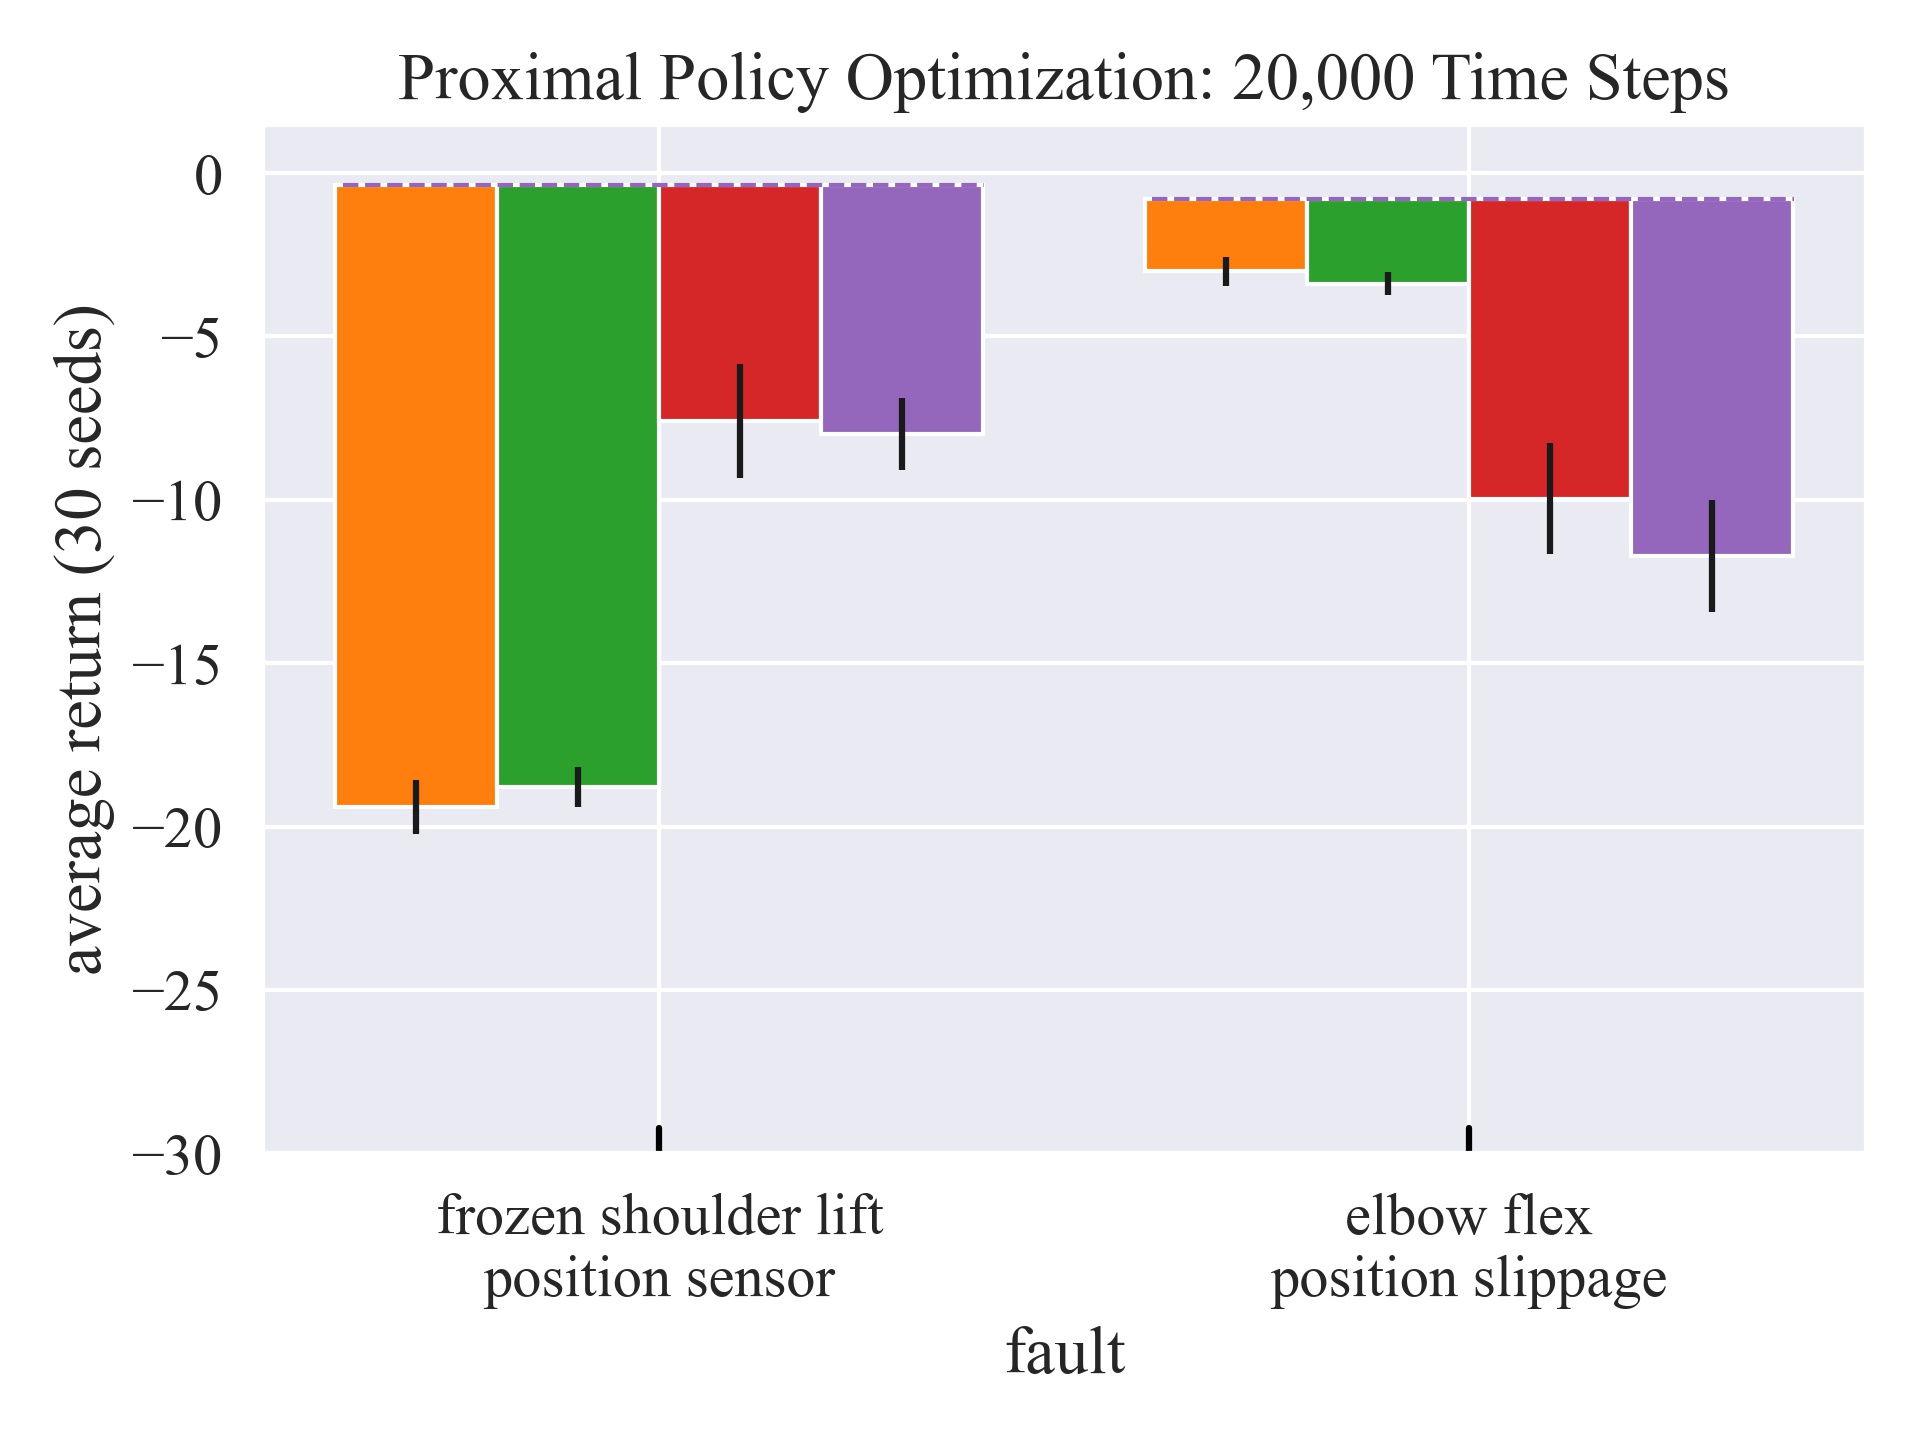 Proximal Policy Optimization: 20,000 Time Steps
average return (30 seeds)
0
−5
−10
−15
−20
−25
−30
frozen shoulder lift
position sensor
elbow flex
position slippage
fault